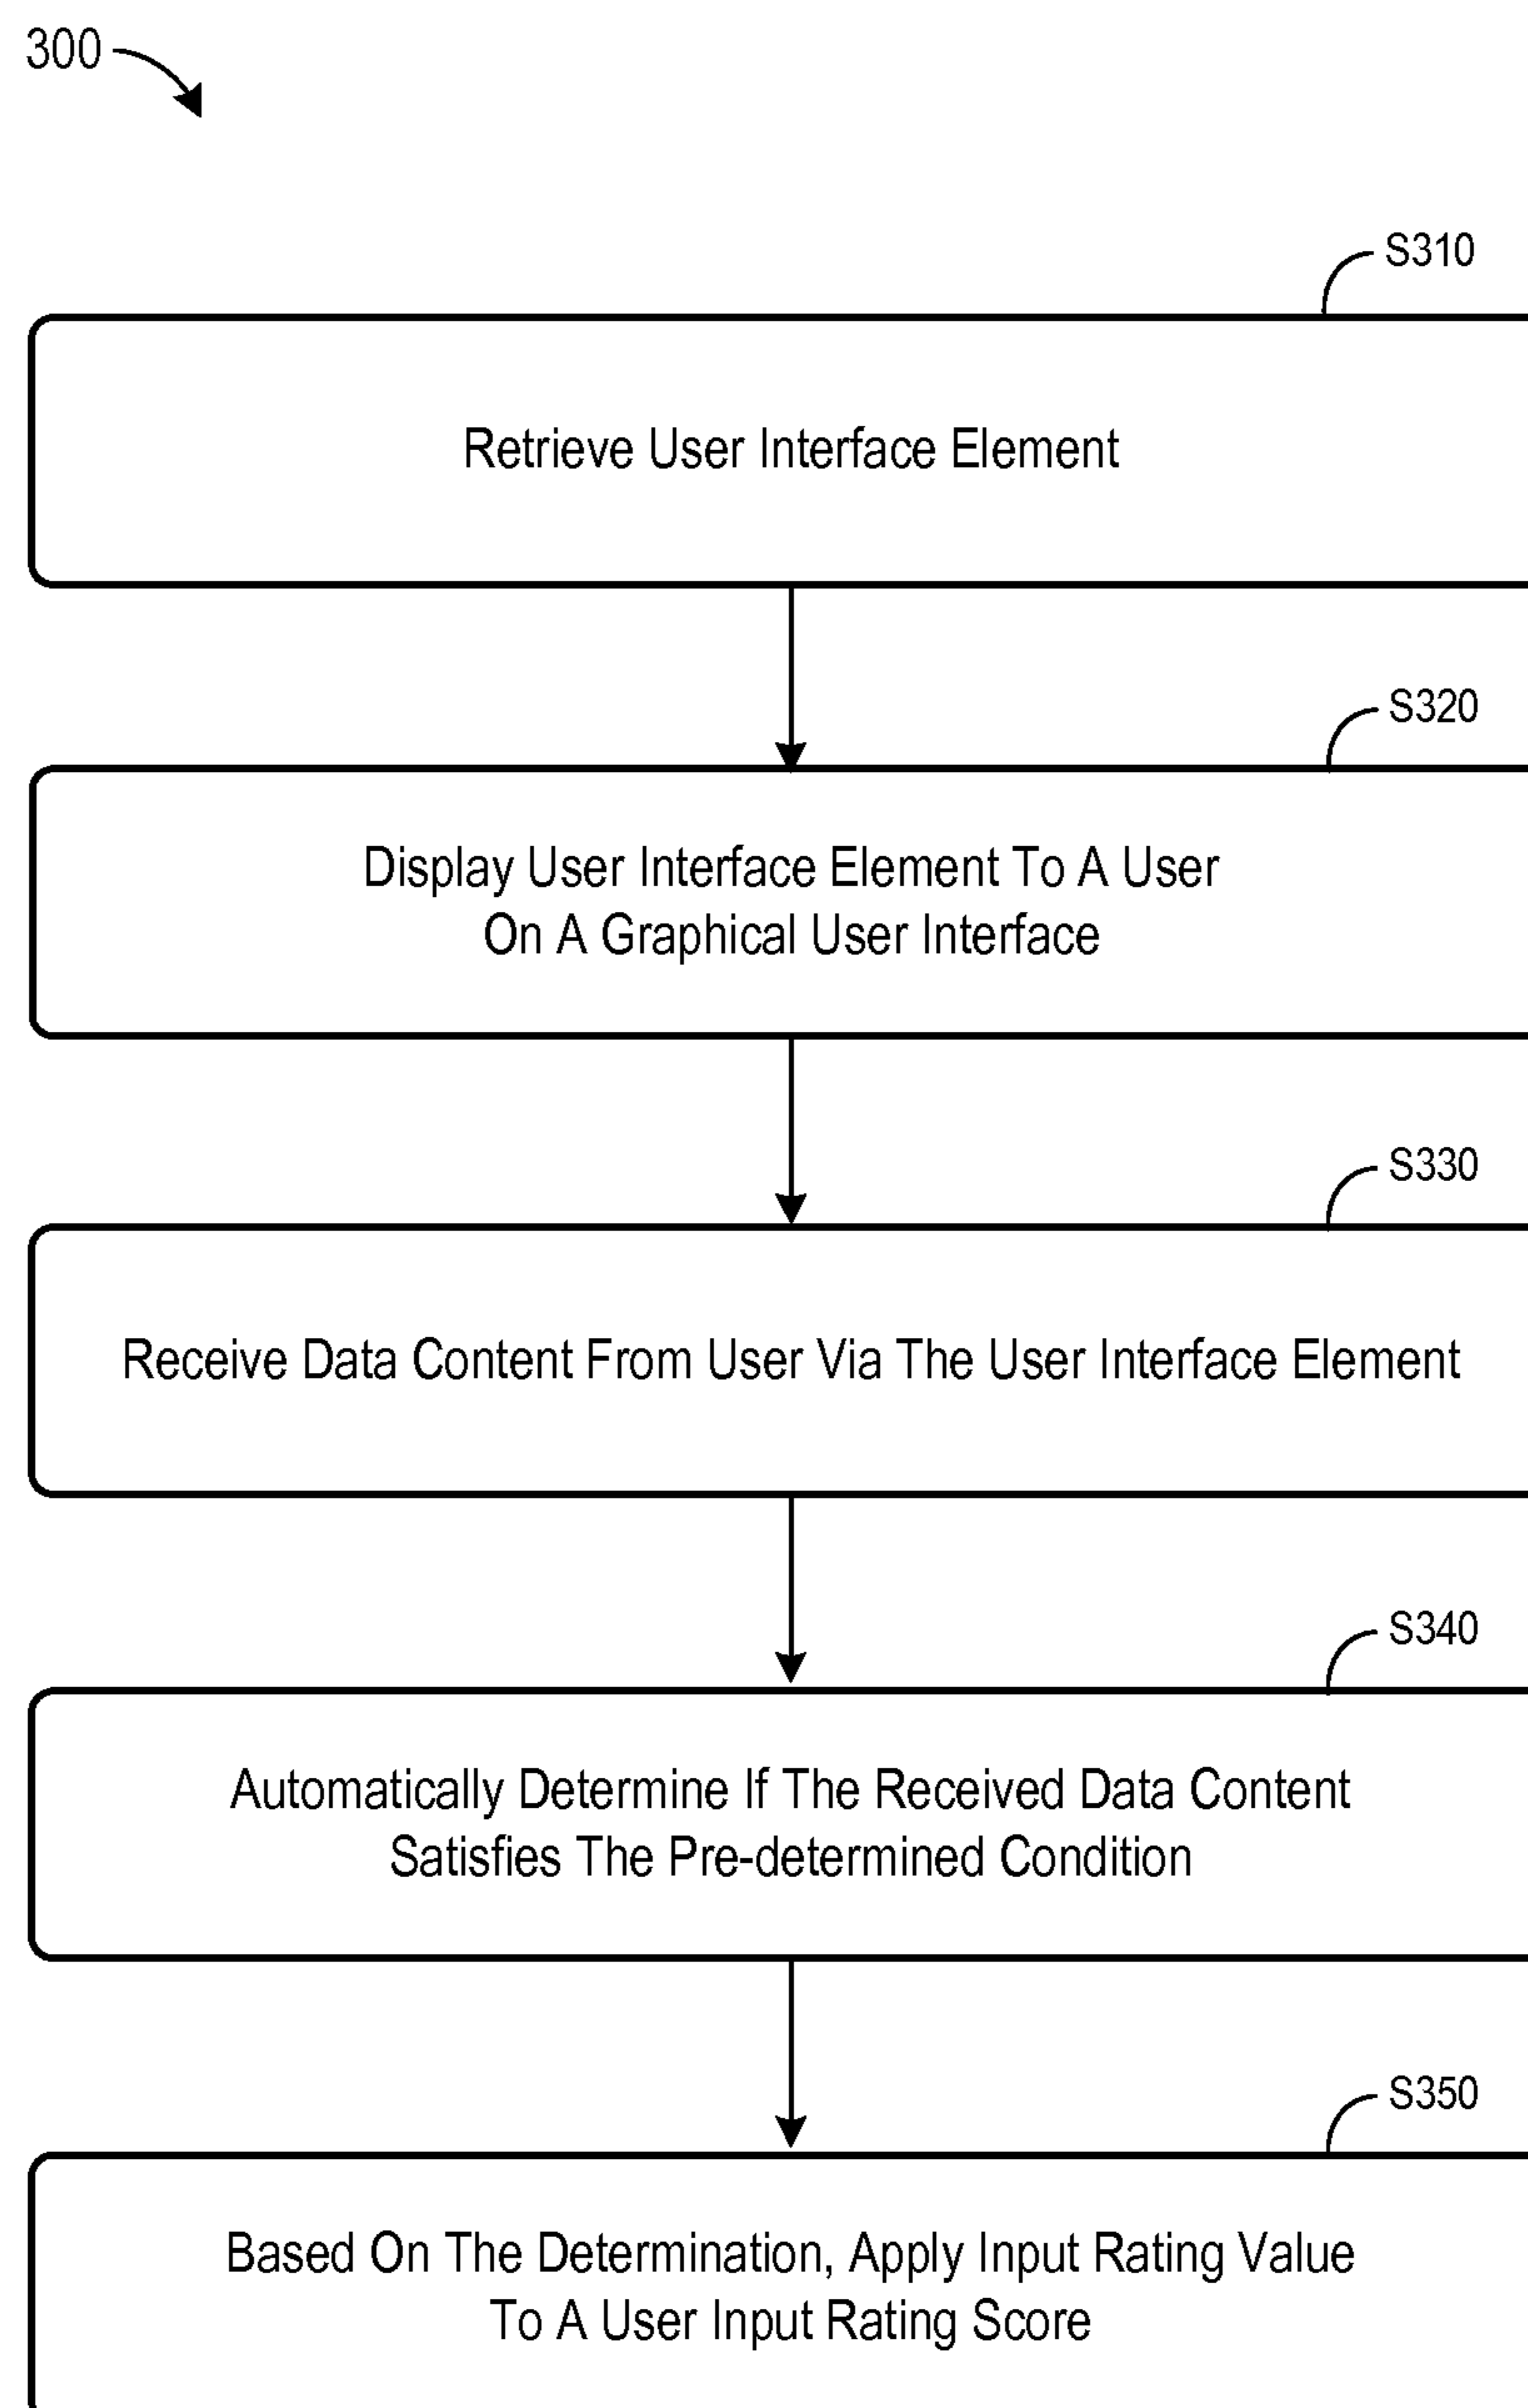 300
S310
Retrieve User Interface Element
S320
Display User Interface Element To A User
On A Graphical User Interface
S330
Receive Data Content From User Via The User Interface Element
S340
Automatically Determine If The Received Data Content
Satisfies The Pre-determined Condition
S350
Based On The Determination, Apply Input Rating Value
To A User Input Rating Score